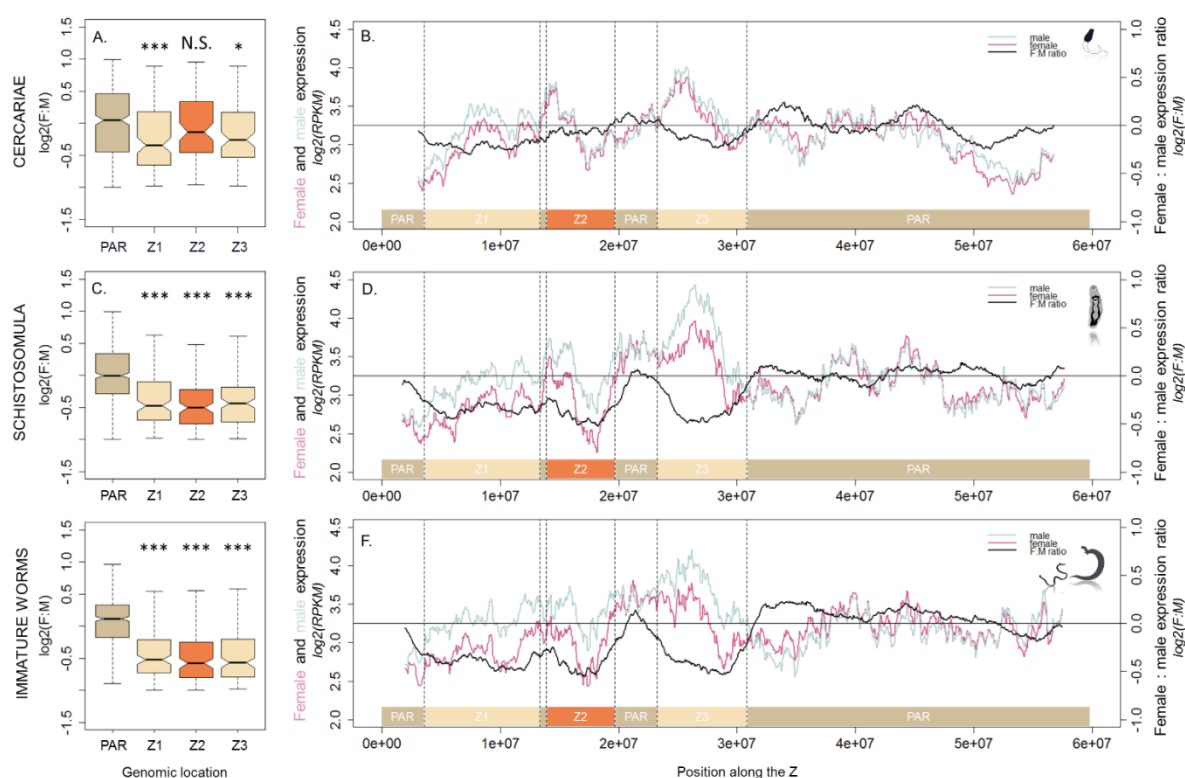 CERCARIAE
log2(F:M)
1.5
1.0
0.5
-0.5
-1.5
A.
***
N.S.
*
PAR Z1 Z2 Z3
Female and male expression
log2(RPKM)
4.5
4.0
3.5
3.0
2.5
2.0
B.
male
female
F:M ratio
PAR Z1 Z2 PAR Z3 PAR
0e+00 1e+07 2e+07 3e+07 4e+07 5e+07 6e+07
1.0
0.5
0.0
-0.5
-1.0
Female : male expression ratio
log2(F:M)
SCHISTOSOMULA
log2(F:M)
1.5
0.5
-0.5
-1.5
C.
*** *** ***
PAR Z1 Z2 Z3
Female and male expression
log2(RPKM)
4.5
4.0
3.5
3.0
2.5
2.0
D.
male
female
F:M ratio
PAR Z1 Z2 PAR Z3 PAR
0e+00 1e+07 2e+07 3e+07 4e+07 5e+07 6e+07
1.0
0.5
0.0
-0.5
-1.0
Female : male expression ratio
log2(F:M)
IMMATURE WORMS
log2(F:M)
1.5
0.5
-0.5
-1.5
*** *** ***
PAR Z1 Z2 Z3
Genomic location
Female and male expression
log2(RPKM)
4.5
4.0
3.5
3.0
2.5
2.0
F.
male
female
F:M ratio
PAR Z1 Z2 PAR Z3 PAR
0e+00 1e+07 2e+07 3e+07 4e+07 5e+07 6e+07
Position along the Z
1.0
0.5
0.0
-0.5
-1.0
Female : male expression ratio
log2(F:M)